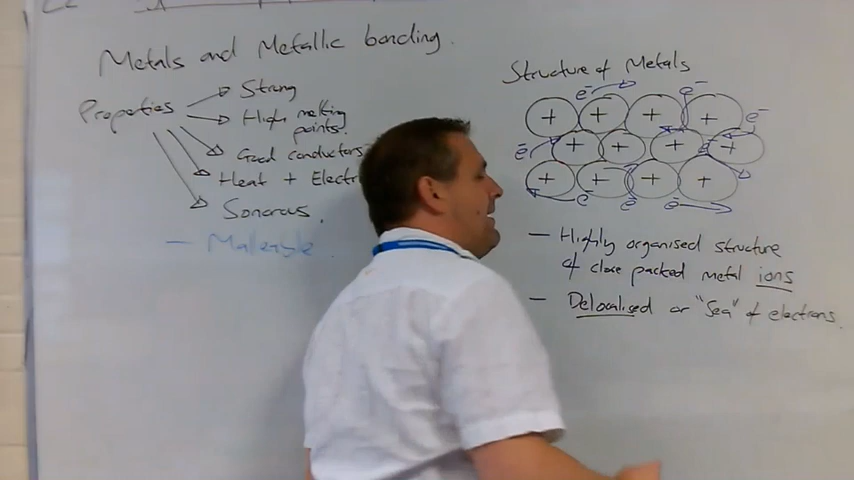 Metals and Metallic bonding.
Properties
Strong
High melting
points.
Good conductors
Heat + Electr
Sonorous.
- Maleable.
Structure of Metals
e⁻ e⁻
+ + + + e⁻
e⁻ + + + e⁻ +
+ + + +
e⁻ e⁻ e⁻
- Highly organised structure
of close packed metal ions
- Delocalised or "Sea" of electrons.